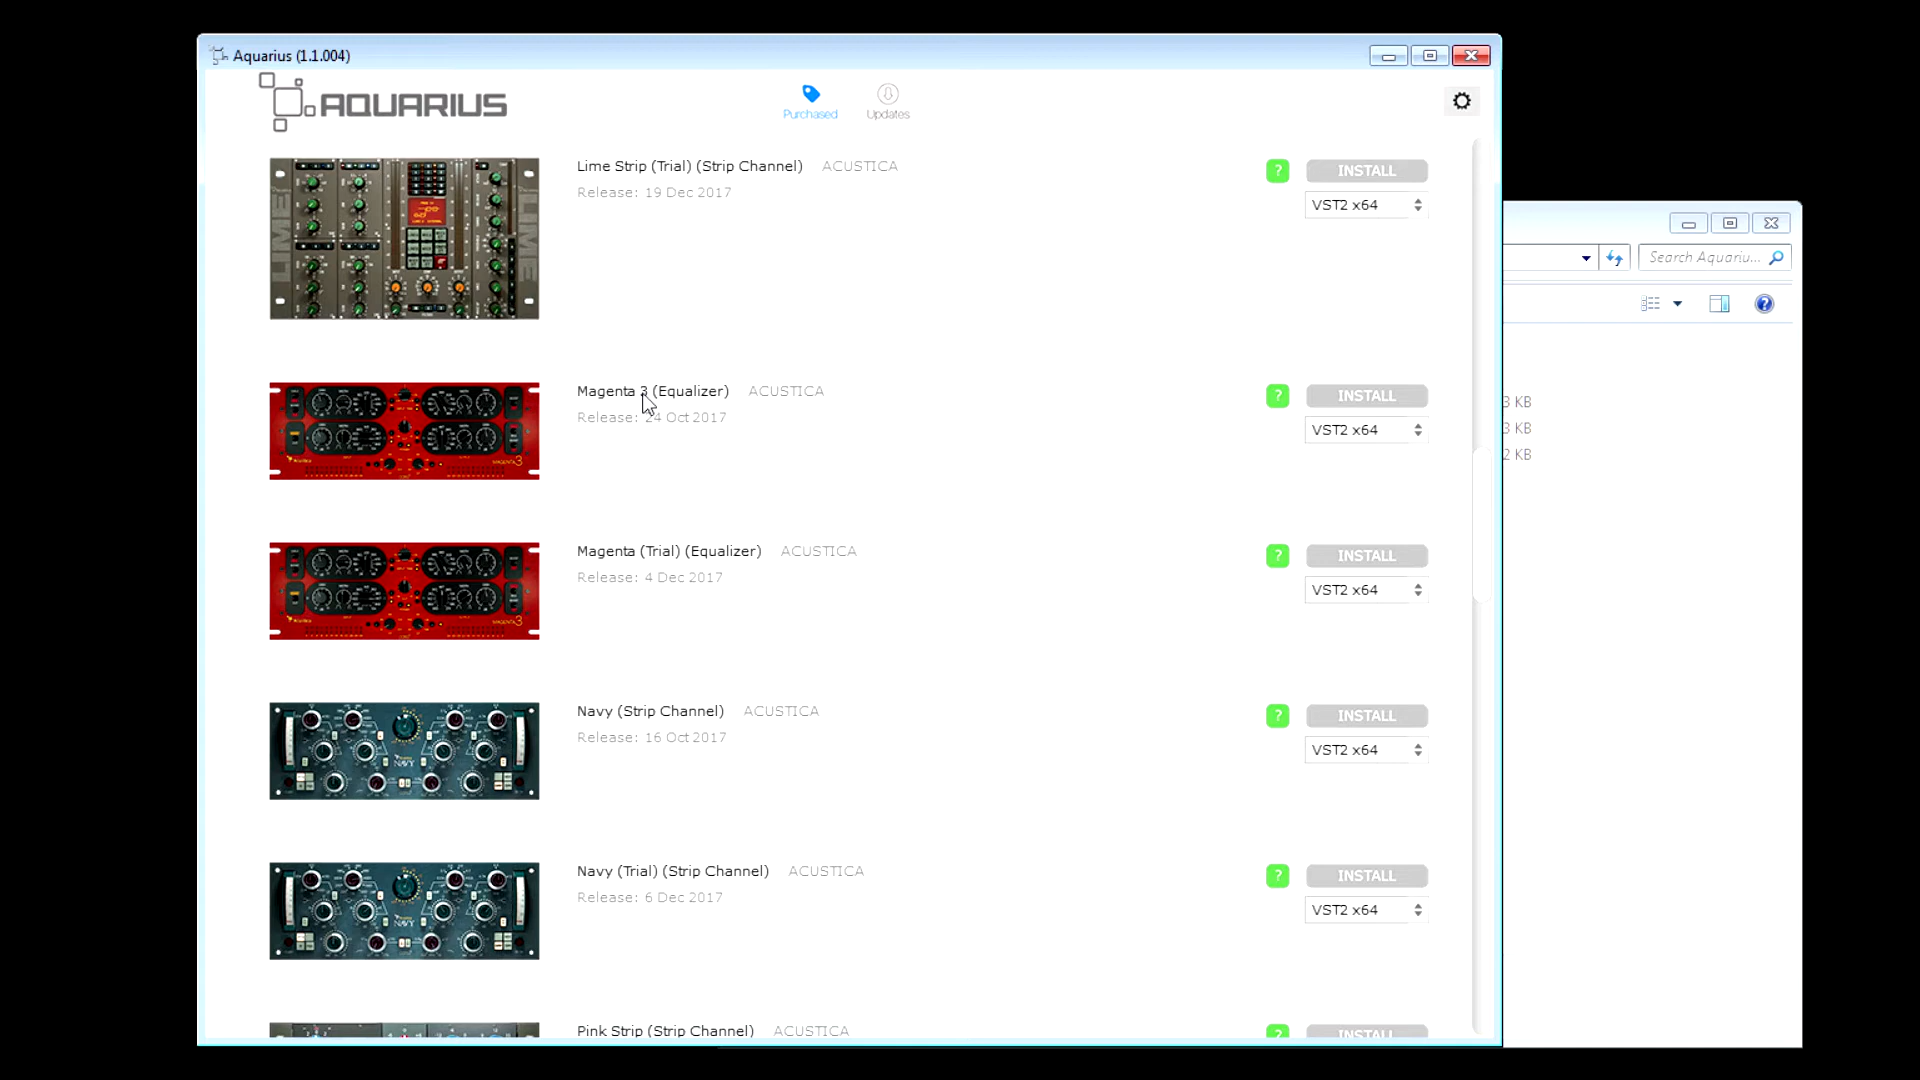 Aquarius (1.1.004)
AQUARIUS
Purchased
Updates
Lime Strip (Trial) (Strip Channel) ACUSTICA
Release: 19 Dec 2017
? INSTALL
VST2 x64
Search Aquariu...
Magenta 3 (Equalizer) ACUSTICA
Release: 24 Oct 2017
? INSTALL
VST2 x64
3 KB
3 KB
2 KB
Magenta (Trial) (Equalizer) ACUSTICA
Release: 4 Dec 2017
? INSTALL
VST2 x64
Navy (Strip Channel) ACUSTICA
Release: 16 Oct 2017
? INSTALL
VST2 x64
NAVY
Navy (Trial) (Strip Channel) ACUSTICA
Release: 6 Dec 2017
? INSTALL
VST2 x64
NAVY
Pink Strip (Strip Channel) ACUSTICA
? INSTALL